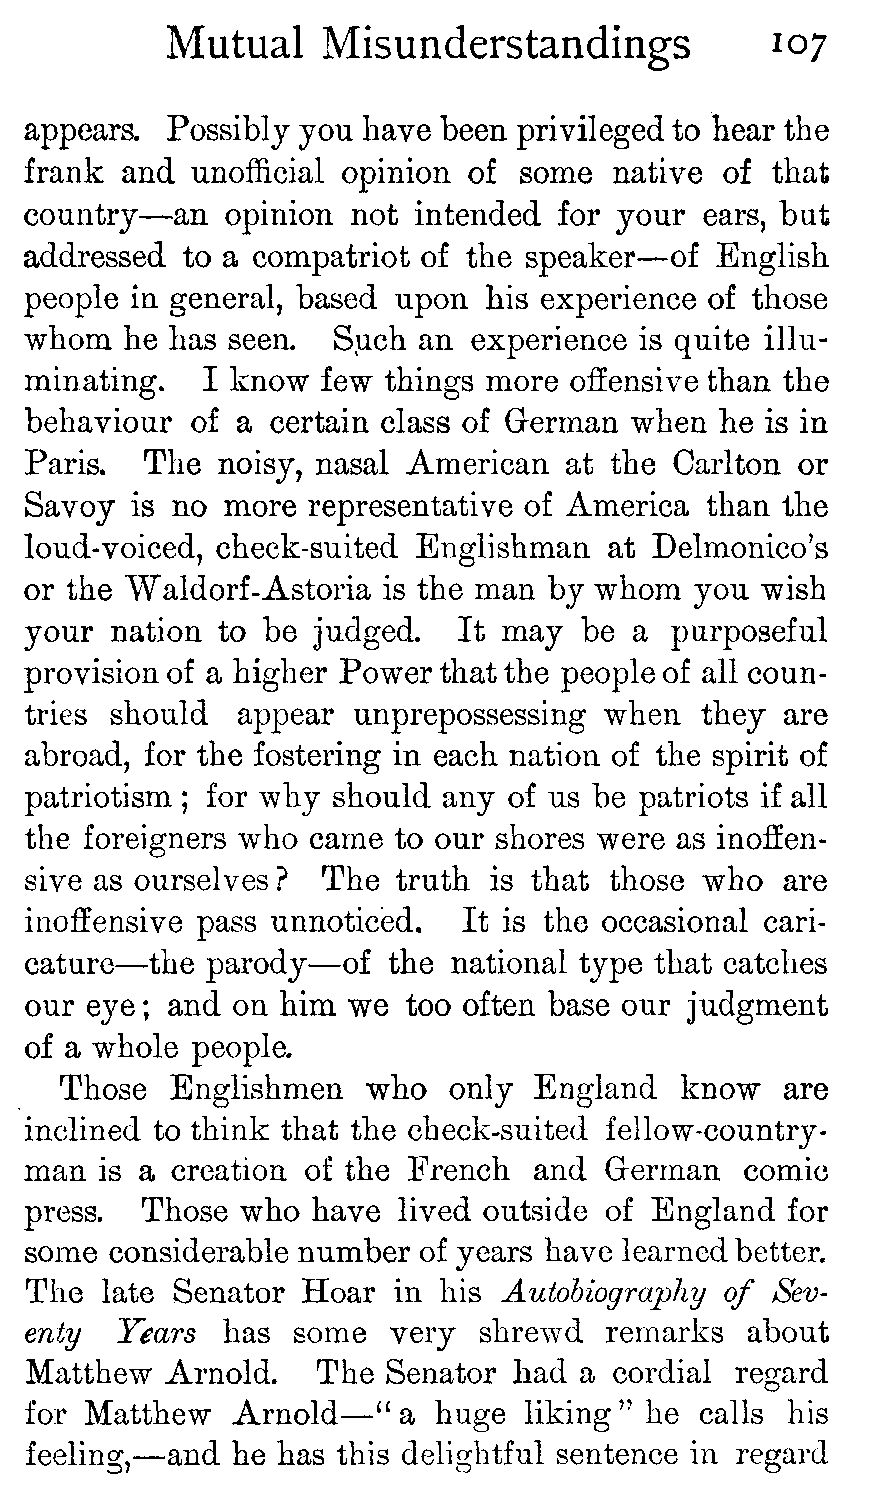 Mutual Misunderstandings 107
appears. Possibly you have been privileged to hear the
frank and unofficial opinion of some native of that
country—an opinion not intended for your ears, but
addressed to a compatriot of the speaker—of English
people in general, based upon his experience of those
whom he has seen. Such an experience is quite illu-
minating. I know few things more offensive than the
behaviour of a certain class of German when he is in
Paris. The noisy, nasal American at the Carlton or
Savoy is no more representative of America than the
loud-voiced, check-suited Englishman at Delmonico's
or the Waldorf-Astoria is the man by whom you wish
your nation to be judged. It may be a purposeful
provision of a higher Power that the people of all coun-
tries should appear unprepossessing when they are
abroad, for the fostering in each nation of the spirit of
patriotism ; for why should any of us be patriots if all
the foreigners who came to our shores were as inoffen-
sive as ourselves? The truth is that those who are
inoffensive pass unnoticed. It is the occasional cari-
cature—the parody—of the national type that catches
our eye; and on him we too often base our judgment
of a whole people.
Those Englishmen who only England know are
inclined to think that the check-suited fellow-country-
man is a creation of the French and German comic
press. Those who have lived outside of England for
some considerable number of years have learned better.
The late Senator Hoar in his Autobiography of Sev-
enty Years has some very shrewd remarks about
Matthew Arnold. The Senator had a cordial regard
for Matthew Arnold—“a huge liking” he calls his
feeling,—and he has this delightful sentence in regard